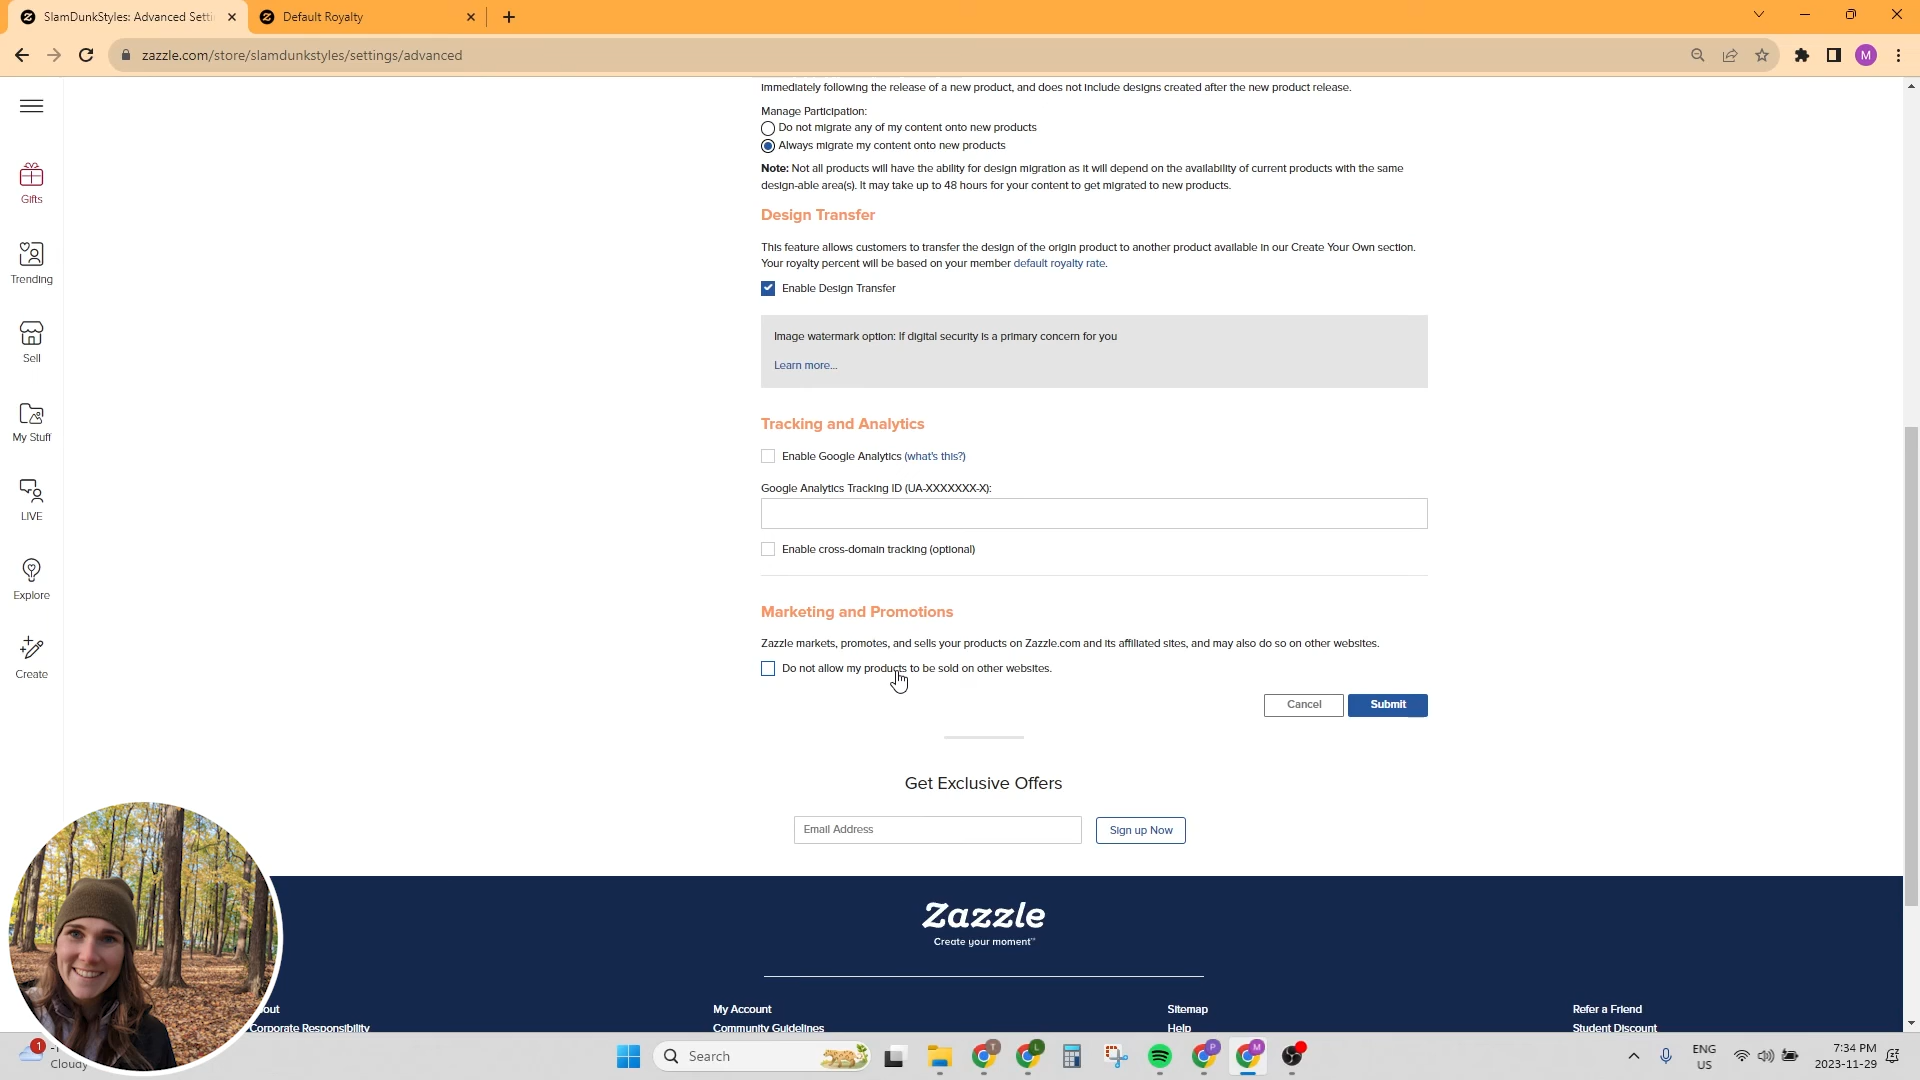 SlamDunkStyles: Advanced Setti
Default Royalty
zazzle.com/store/slamdunkstyles/settings/advanced
M
immediately following the release of a new product, and does not include designs created after the new product release.
Manage Participation:
Do not migrate any of my content onto new products
Always migrate my content onto new products
Note: Not all products will have the ability for design migration as it will depend on the availability of current products with the same
design-able area(s). It may take up to 48 hours for your content to get migrated to new products.
Design Transfer
This feature allows customers to transfer the design of the origin product to another product available in our Create Your Own section.
Your royalty percent will be based on your member default royalty rate.
Enable Design Transfer
Image watermark option: If digital security is a primary concern for you
Learn more...
Tracking and Analytics
Enable Google Analytics (what's this?)
Google Analytics Tracking ID (UA-XXXXXXX-X):
Enable cross-domain tracking (optional)
Marketing and Promotions
Zazzle markets, promotes, and sells your products on Zazzle.com and its affiliated sites, and may also do so on other websites.
Do not allow my products to be sold on other websites.
Cancel
Submit
Get Exclusive Offers
Email Address
Sign up Now
Gifts
Trending
Sell
My Stuff
LIVE
Explore
Create
Zazzle
Create your moment™
My Account
Sitemap
Refer a Friend
Corporate Responsibility
Community Guidelines
Help
Student Discount
1
Cloudy
Search
T
L
P
M
ENG
US
7:34 PM
2023-11-29